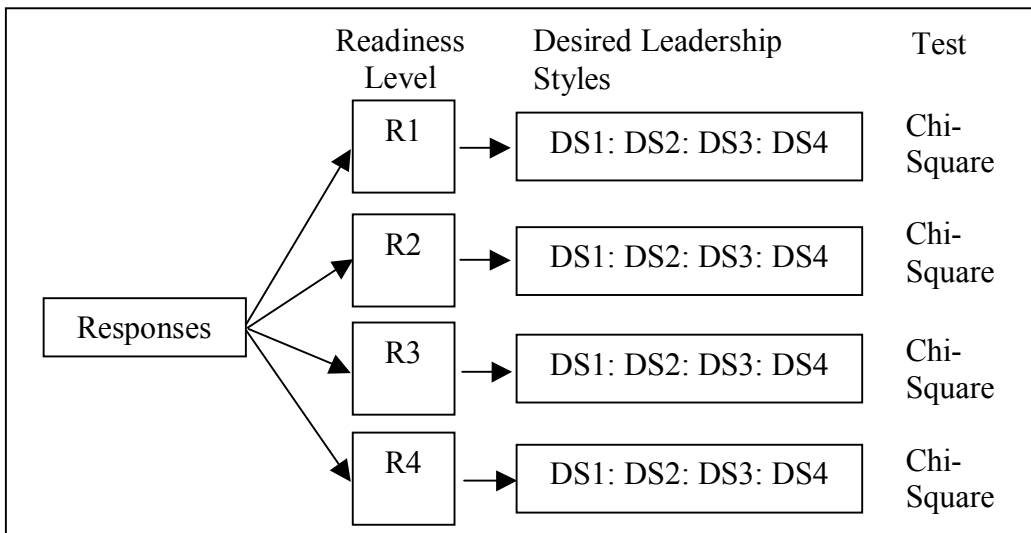 Readiness
Level
Desired Leadership
Styles
Test
R1
DS1: DS2: DS3: DS4
Chi-
Square
R2
DS1: DS2: DS3: DS4
Chi-
Square
Responses
R3
DS1: DS2: DS3: DS4
Chi-
Square
R4
DS1: DS2: DS3: DS4
Chi-
Square